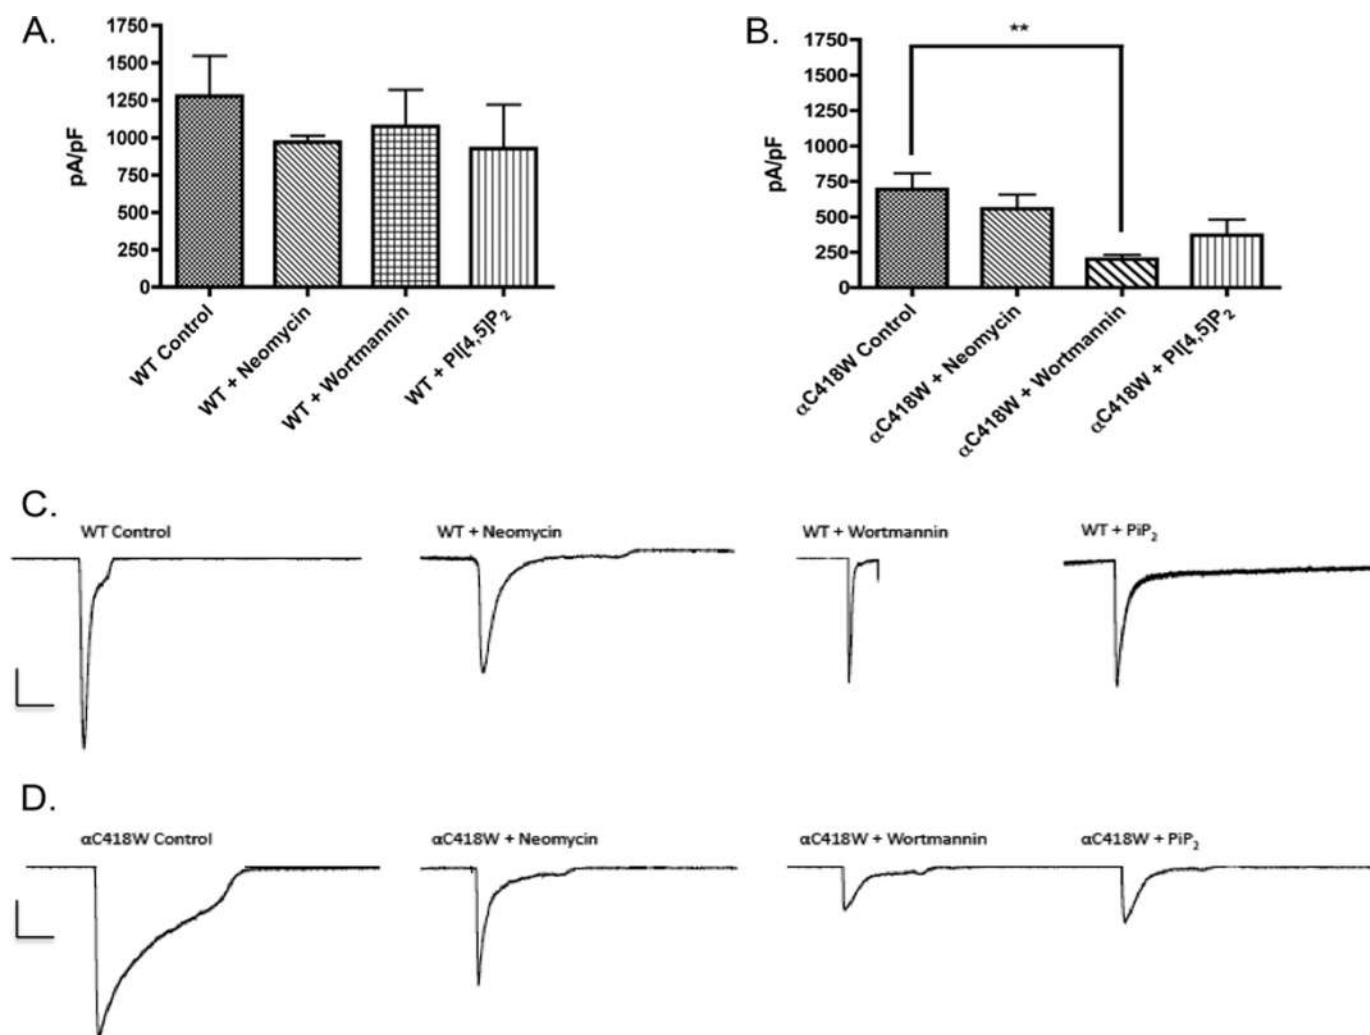 A.
1750
1500
1250
1000
750
500
250
0
pA/pF
WT Control
WT + Neomycin
WT + Wortmannin
WT + PI[4,5]P₂
B.
**
1750
1500
1250
1000
750
500
250
0
pA/pF
αC418W Control
αC418W + Neomycin
αC418W + Wortmannin
αC418W + PI[4,5]P₂
C.
WT Control
WT + Neomycin
WT + Wortmannin
WT + PiP₂
D.
αC418W Control
αC418W + Neomycin
αC418W + Wortmannin
αC418W + PiP₂